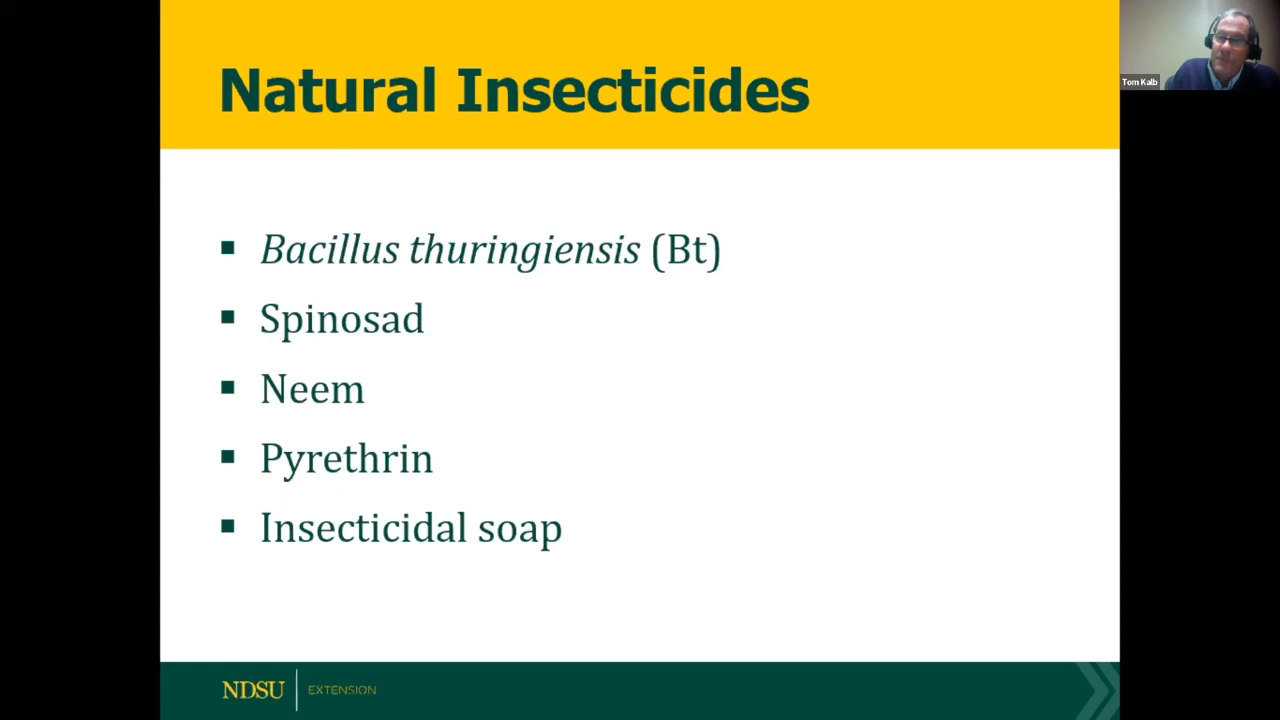 Natural Insecticides
Tom Kalb
▪ Bacillus thuringiensis (Bt)
▪ Spinosad
▪ Neem
▪ Pyrethrin
▪ Insecticidal soap
NDSU EXTENSION